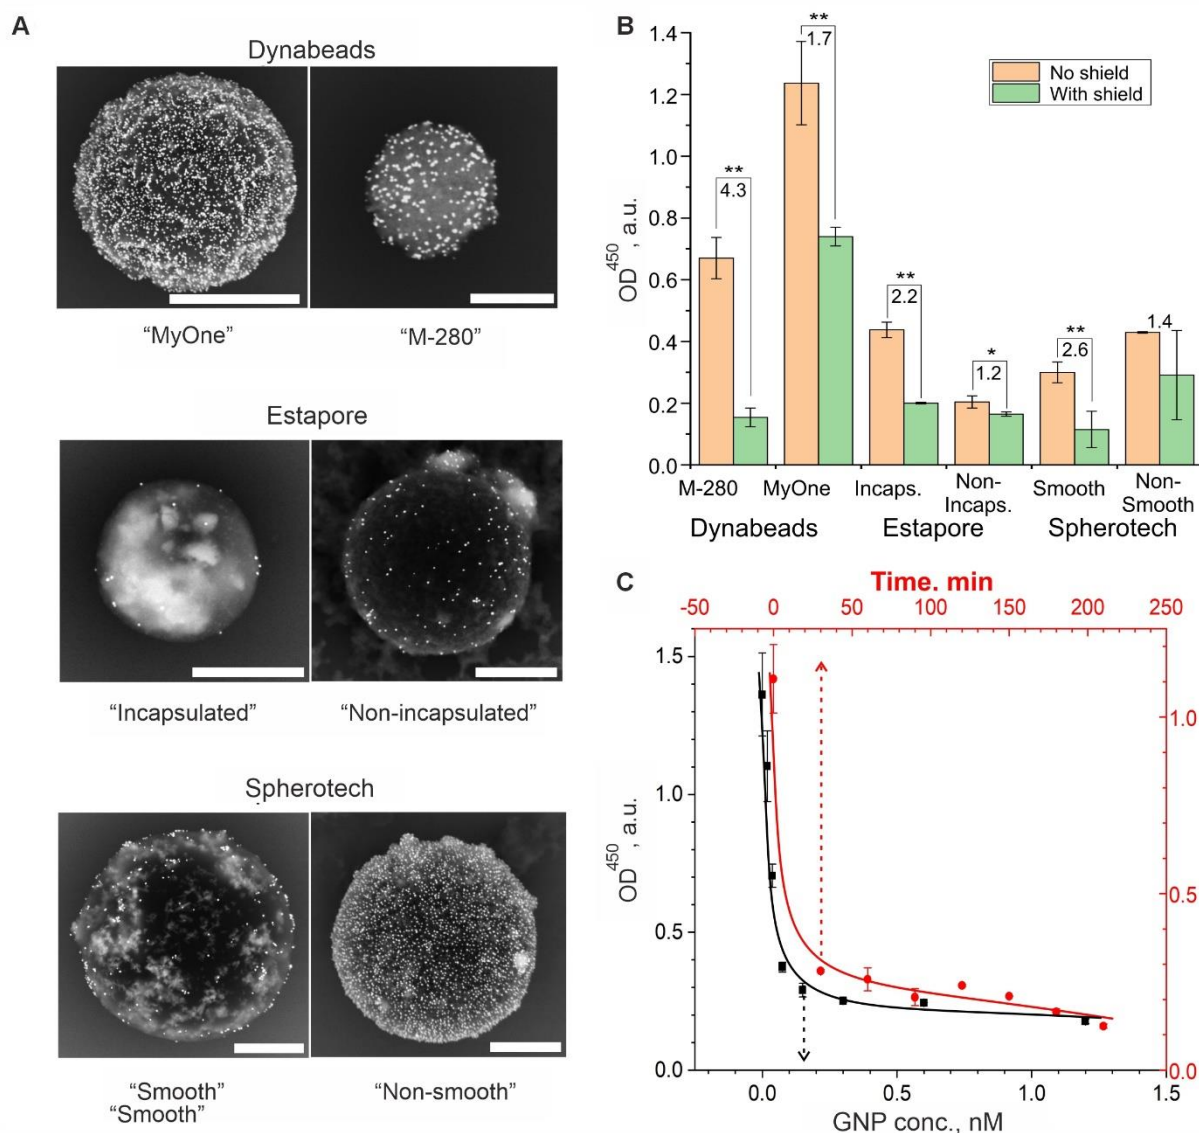 A
Dynabeads
“MyOne”
“M-280”
Estapore
“Incapsulated”
“Non-incapsulated”
Spherotech
“Smooth”
“Smooth”
“Non-smooth”
B
1.4
1.2
1.0
0.8
0.6
0.4
0.2
0.0
OD450, a.u.
No shield
With shield
**
4.3
**
1.7
**
2.2
*
1.2
**
2.6
1.4
M-280
MyOne
Incaps.
Non-
Incaps.
Smooth
Non-
Smooth
Dynabeads
Estapore
Spherotech
C
Time. min
-50
0
50
100
150
200
250
1.5
1.0
0.5
0.0
OD450, a.u.
1.0
0.5
0.0
0.0
0.5
1.0
1.5
GNP conc., nM